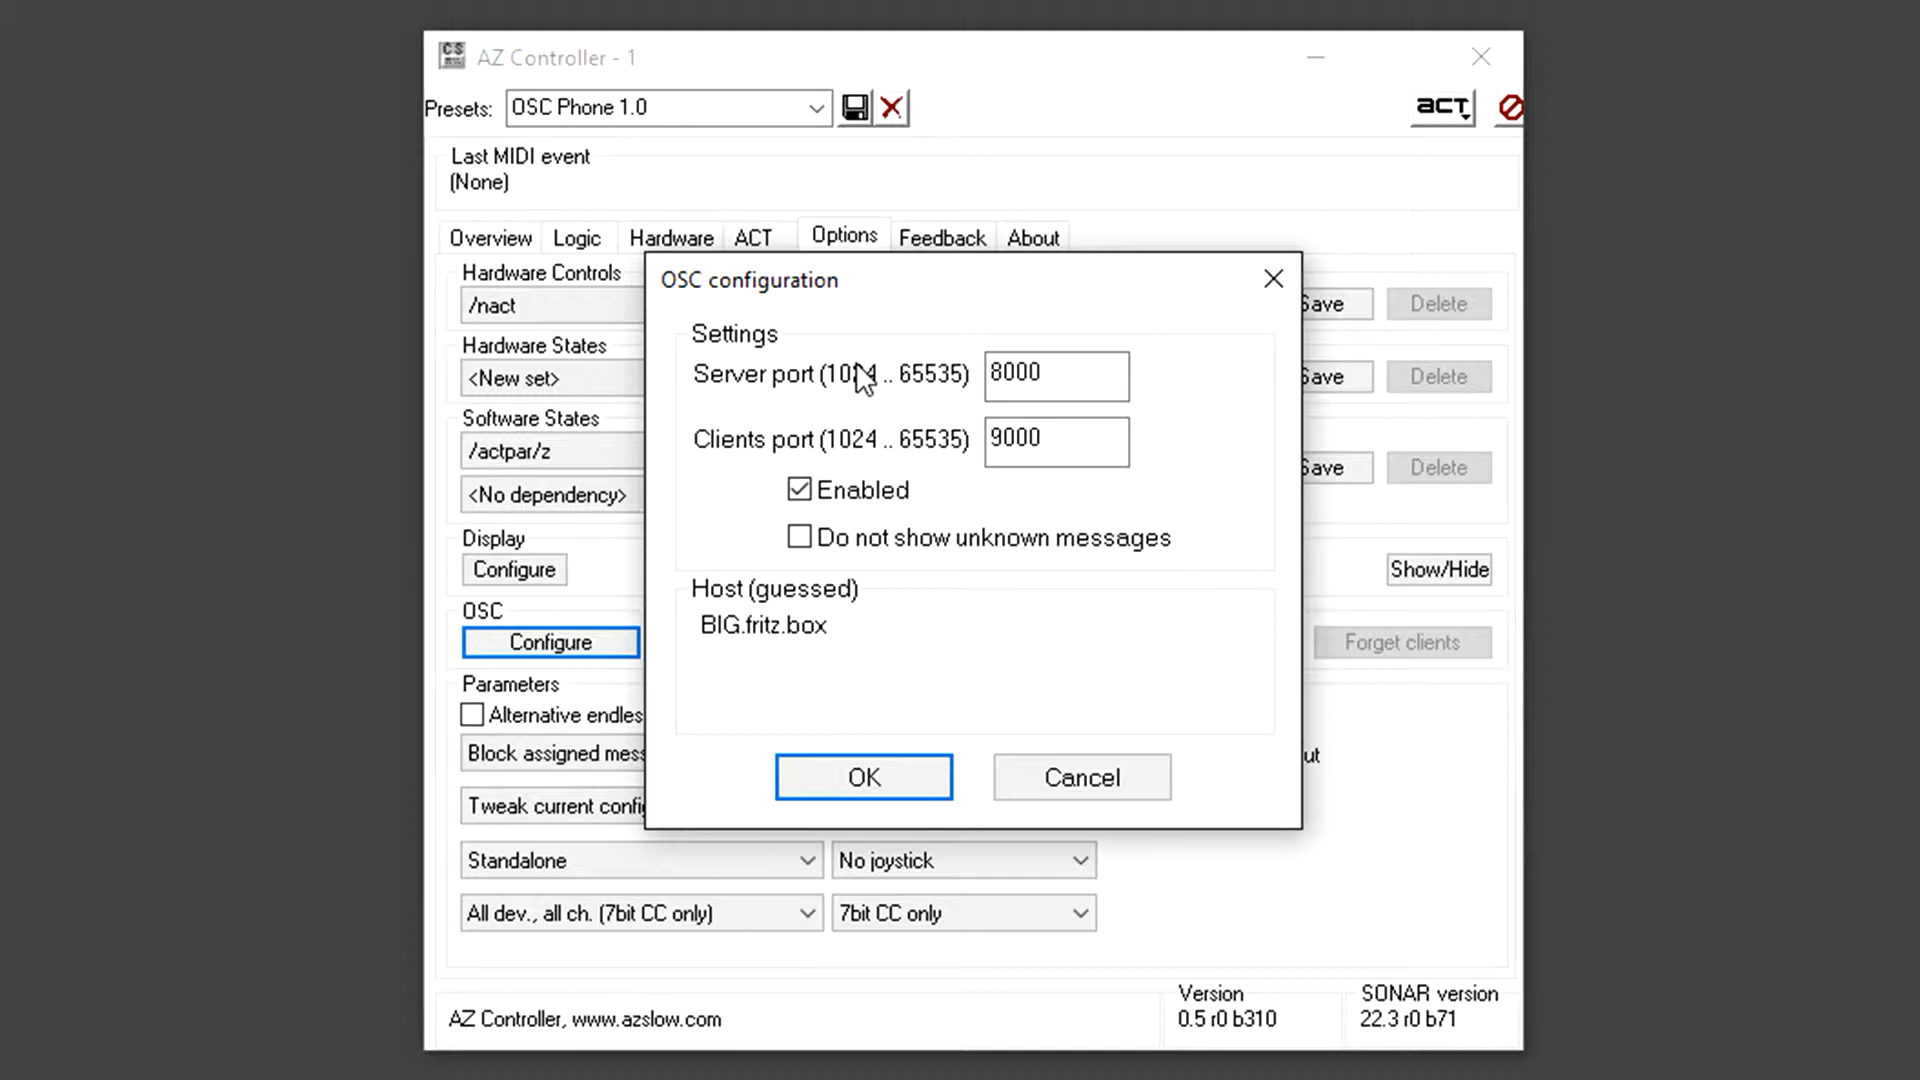 AZ Controller - 1
Presets: OSC Phone 1.0
act
Last MIDI event
(None)
Overview Logic Hardware ACT Options Feedback About
Hardware Controls
/nact
Save Delete
Hardware States
<New set>
Save Delete
Software States
/actpar/z
<No dependency>
Save Delete
Display
Configure
Show/Hide
OSC
Configure
Forget clients
Parameters
Alternative endles
Block assigned mess
ut
Tweak current config
Standalone No joystick
All dev., all ch. (7bit CC only) 7bit CC only
OSC configuration
Settings
Server port (1024 .. 65535) 8000
Clients port (1024 .. 65535) 9000
Enabled
Do not show unknown messages
Host (guessed)
BIG.fritz.box
OK Cancel
AZ Controller, www.azslow.com
Version
0.5 r0 b310
SONAR version
22.3 r0 b71